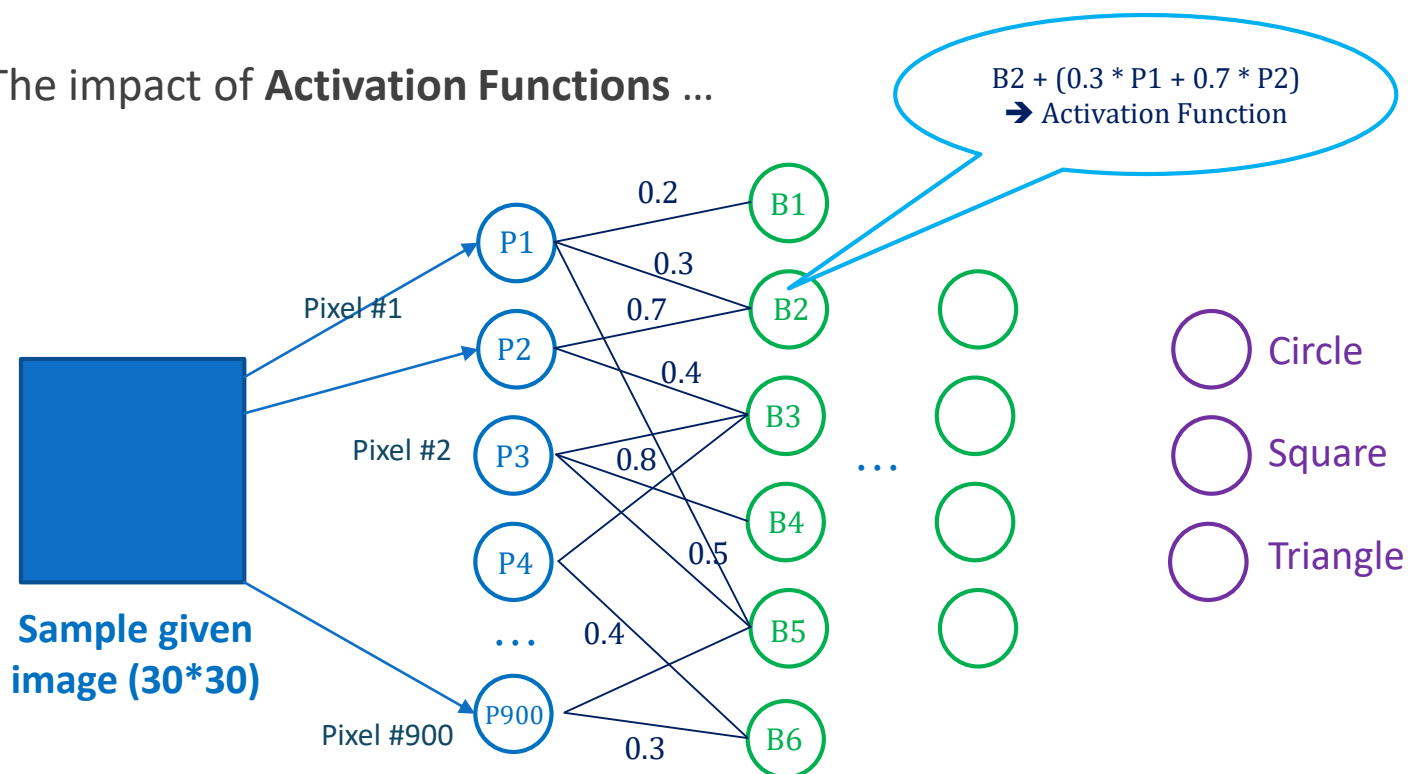 The impact of Activation Functions ...
B2 + (0.3 * P1 + 0.7 * P2)
➔ Activation Function
0.2
B1
P1
0.3
Pixel #1
0.7
B2
P2
Circle
0.4
B3
Pixel #2
P3
0.8
...
Square
B4
P4
0.5
Triangle
Sample given
image (30*30)
...
0.4
B5
P900
Pixel #900
0.3
B6